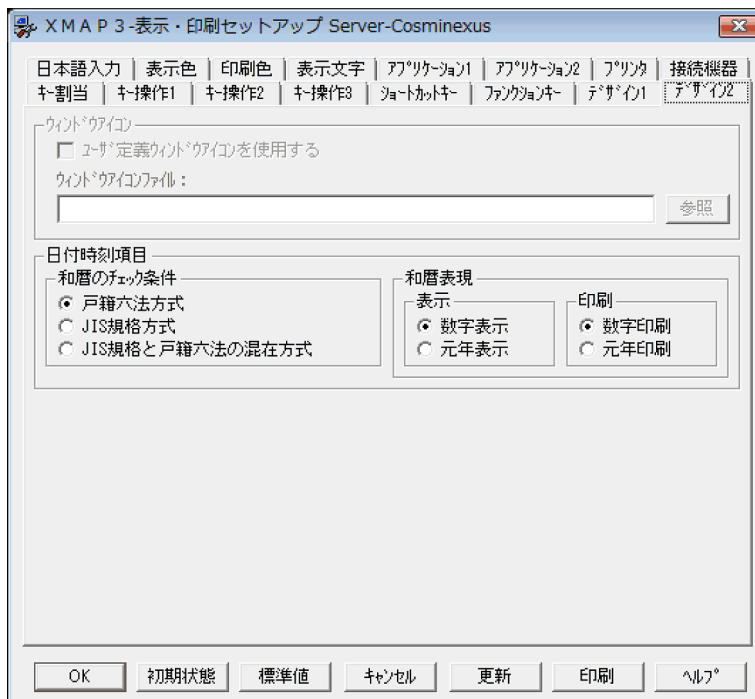 XMAP3-表示・印刷セットアップ Server-Cosminexus
日本語入力 表示色 印刷色 表示文字 ｱﾌﾟﾘｹｰｼｮﾝ1 ｱﾌﾟﾘｹｰｼｮﾝ2 ﾌﾟﾘﾝﾀ 接続機器
ｷｰ割当 ｷｰ操作1 ｷｰ操作2 ｷｰ操作3 ｼｮｰﾄｶｯﾄｷｰ ﾌｧﾝｸｼｮﾝｷｰ ﾃﾞｻﾞｲﾝ1 ﾃﾞｻﾞｲﾝ2
ｳｨﾝﾄﾞｳｱｲｺﾝ
ﾕｰｻﾞ定義ｳｨﾝﾄﾞｳｱｲｺﾝを使用する
ｳｨﾝﾄﾞｳｱｲｺﾝﾌｧｲﾙ：
参照
日付時刻項目
和暦のﾁｪｯｸ条件
戸籍六法方式
JIS規格方式
JIS規格と戸籍六法の混在方式
和暦表現
表示
数字表示
元年表示
印刷
数字印刷
元年印刷
OK 初期状態 標準値 ｷｬﾝｾﾙ 更新 印刷 ﾍﾙﾌﾟ